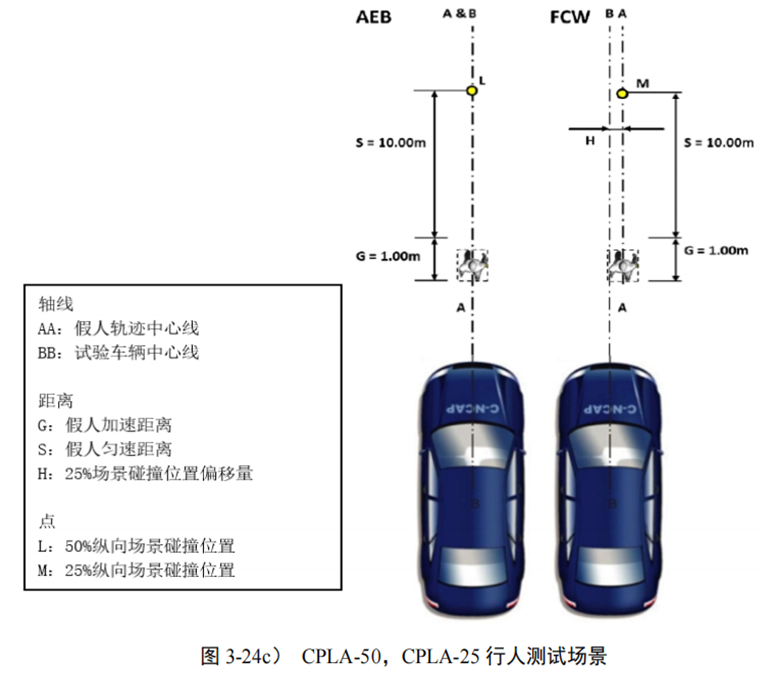 AEB
A & B
FCW
B A
L
M
H
S = 10.00m
S = 10.00m
G = 1.00m
G = 1.00m
A
A
C-NCAP
C-NCAP
B
B
轴线
AA：假人轨迹中心线
BB：试验车辆中心线
距离
G：假人加速距离
S：假人匀速距离
H：25%场景碰撞位置偏移量
点
L：50%纵向场景碰撞位置
M：25%纵向场景碰撞位置
图 3-24c） CPLA-50，CPLA-25 行人测试场景